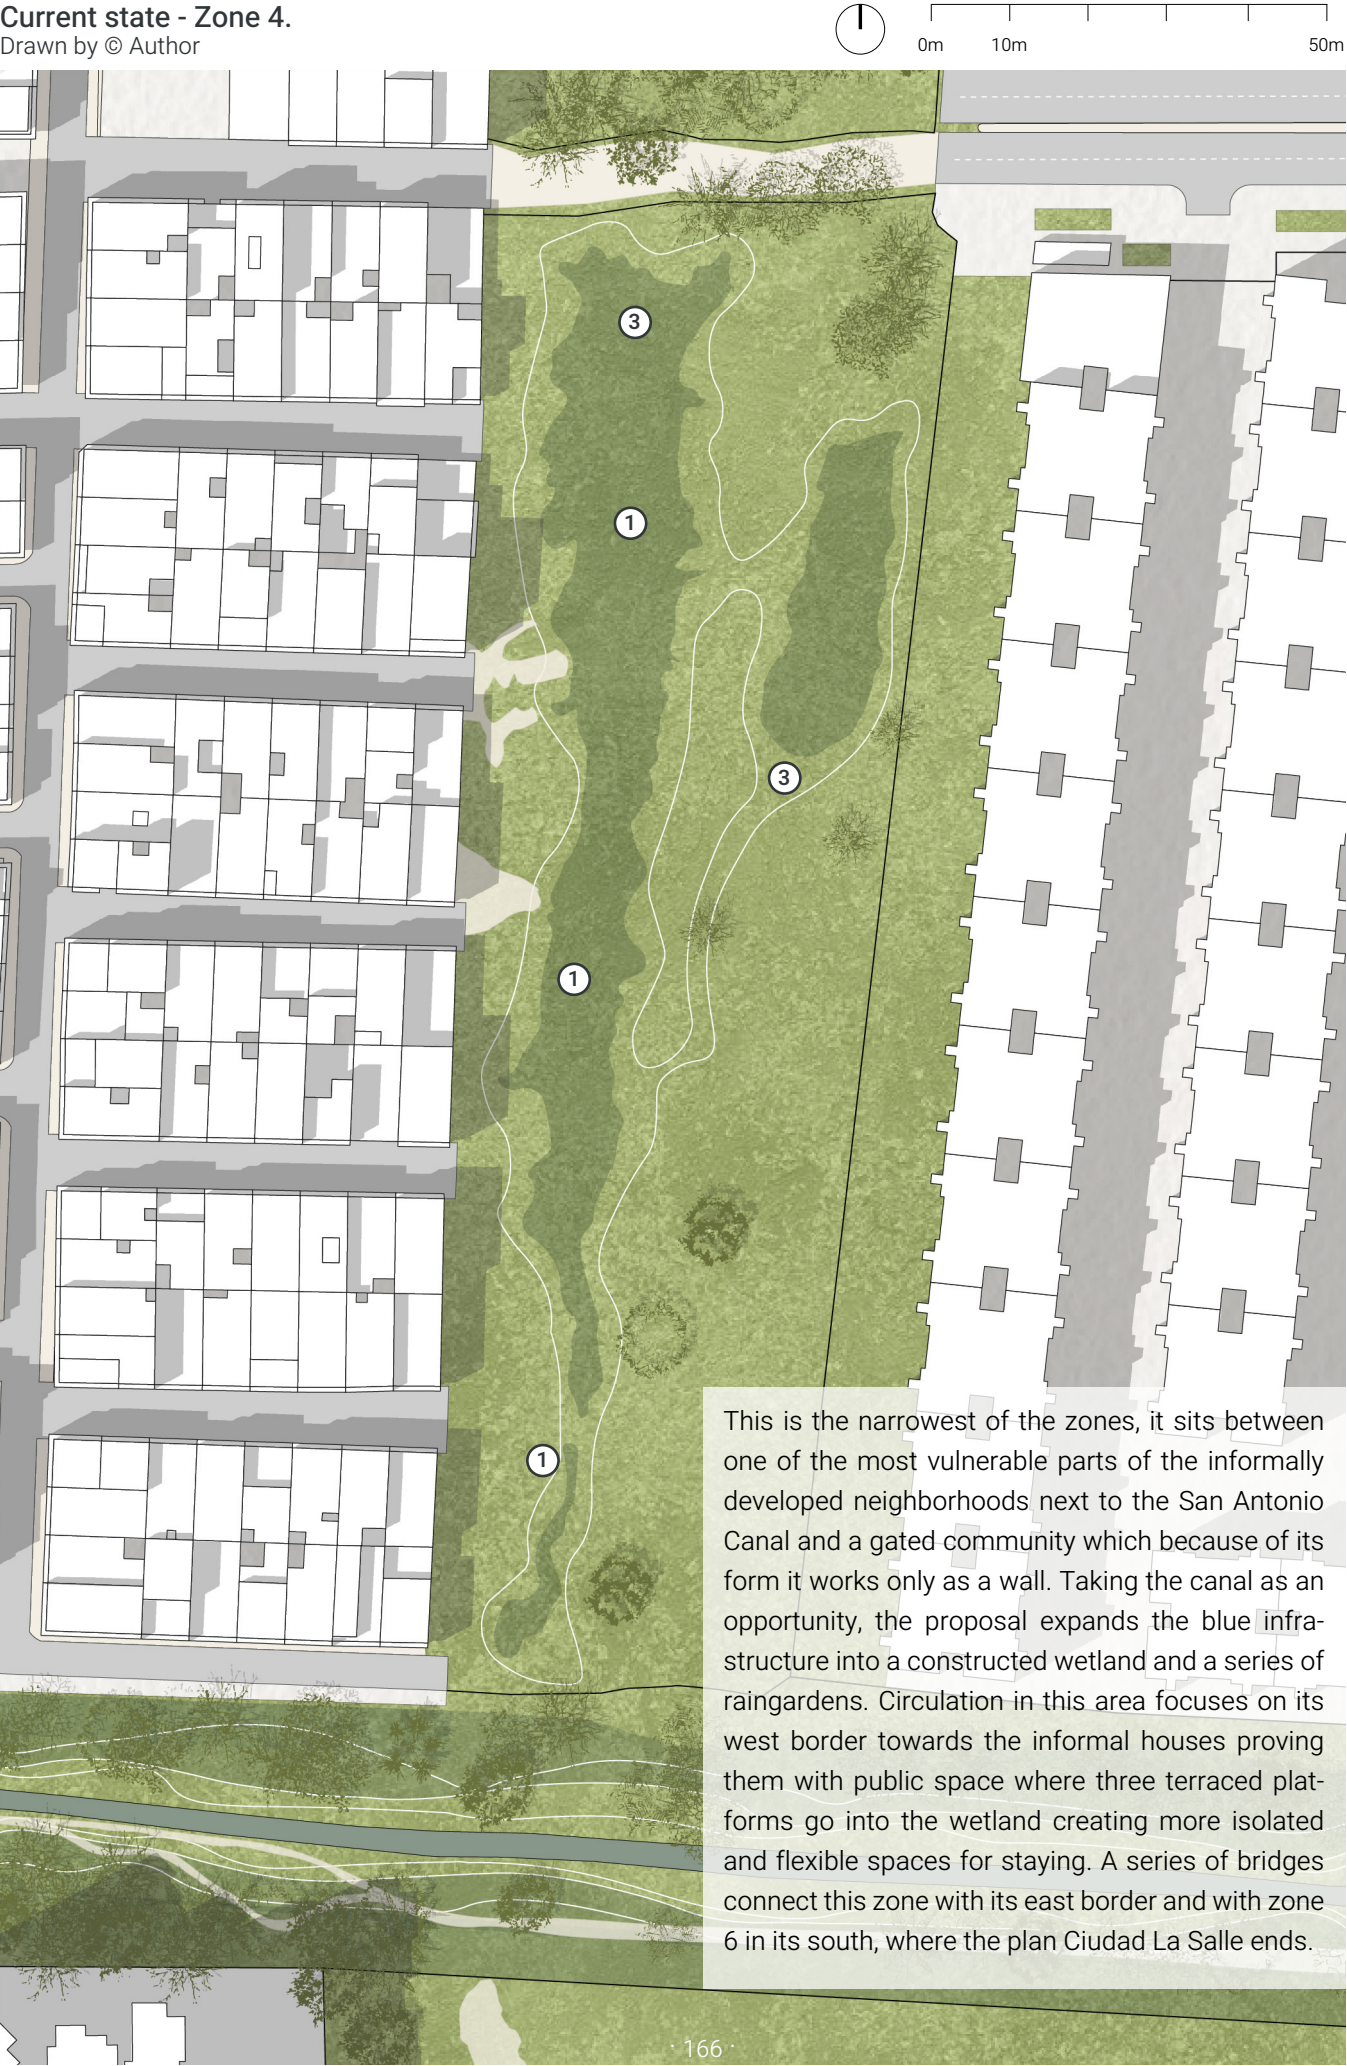 Current state - Zone 4.
Drawn by © Author
0m 10m 50m
3
1
3
1
1
This is the narrowest of the zones, it sits between
one of the most vulnerable parts of the informally
developed neighborhoods next to the San Antonio
Canal and a gated community which because of its
form it works only as a wall. Taking the canal as an
opportunity, the proposal expands the blue infra-
structure into a constructed wetland and a series of
raingardens. Circulation in this area focuses on its
west border towards the informal houses proving
them with public space where three terraced plat-
forms go into the wetland creating more isolated
and flexible spaces for staying. A series of bridges
connect this zone with its east border and with zone
6 in its south, where the plan Ciudad La Salle ends.
· 166 ·